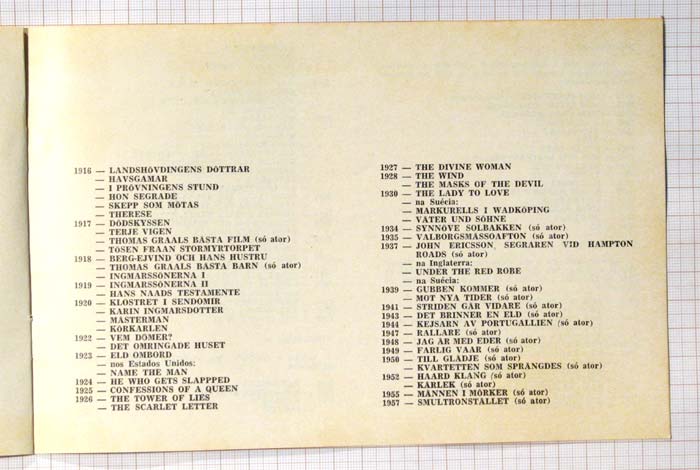 1916 — LANDSHÖVDINGENS DÖTTRAR
— HAVSGAMAR
— I PRÖVNINGENS STUND
— HON SEGRADE
— SKEPP SOM MÖTAS
— THERESE
1917 — DÖDSKYSSEN
— TERJE VIGEN
— THOMAS GRAALS BÄSTA FILM (só ator)
— TÖSEN FRAAN STORMYRTORPET
1918 — BERG-EJVIND OCH HANS HUSTRU
— THOMAS GRAALS BÄSTA BARN (só ator)
— INGMARSSÖNERNA I
1919 — INGMARSSÖNERNA II
— HANS NAADS TESTAMENTE
1920 — KLOSTRET I SENDOMIR
— KARIN INGMARSDOTTER
— MÄSTERMAN
— KÖRKARLEN
1922 — VEM DÖMER?
— DET OMRINGADE HUSET
1923 — ELD OMBORD
— nos Estados Unidos:
— NAME THE MAN
1924 — HE WHO GETS SLAPPPED
1925 — CONFESSIONS OF A QUEEN
1926 — THE TOWER OF LIES
— THE SCARLET LETTER
1927 — THE DIVINE WOMAN
1928 — THE WIND
— THE MASKS OF THE DEVIL
1930 — THE LADY TO LOVE
— na Suécia:
— MARKURELLS I WADKÖPING
— VÄTER UND SÖHNE
1934 — SYNNÖVE SOLBAKKEN (só ator)
1935 — VALBORGSMASSOAFTON (só ator)
1937 — JOHN ERICSSON, SEGRAREN VID HAMPTON
ROADS (só ator)
— na Inglaterra:
— UNDER THE RED ROBE
— na Suécia:
1939 — GUBBEN KOMMER (só ator)
— MOT NYA TIDER (só ator)
1941 — STRIDEN GÅR VIDARE (só ator)
1943 — DET BRINNER EN ELD (só ator)
1944 — KEJSARN AV PORTUGALLIEN (só ator)
1947 — RALLARE (só ator)
1948 — JAG ÄR MED EDER (só ator)
1949 — FARLIG VAAR (só ator)
1950 — TILL GLADJE (só ator)
— KVARTETTEN SOM SPRANGDES (só ator)
1952 — HAARD KLANG (só ator)
— KARLEK (só ator)
1955 — MÄNNEN I MÖRKER (só ator)
1957 — SMULTRONSTÄLLET (só ator)